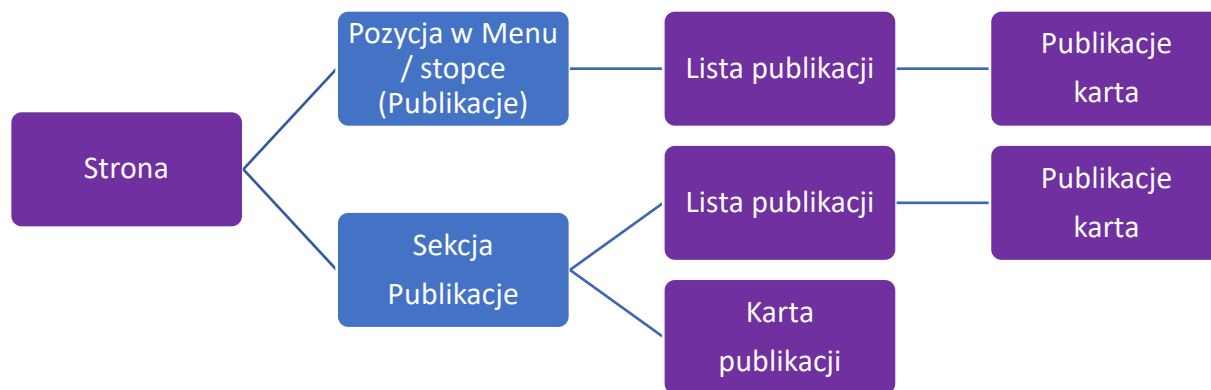 Pozycja w Menu
/ stopce
(Publikacje)
Lista publikacji
Publikacje
karta
Strona
Sekcja
Publikacje
Lista publikacji
Publikacje
karta
Karta
publikacji